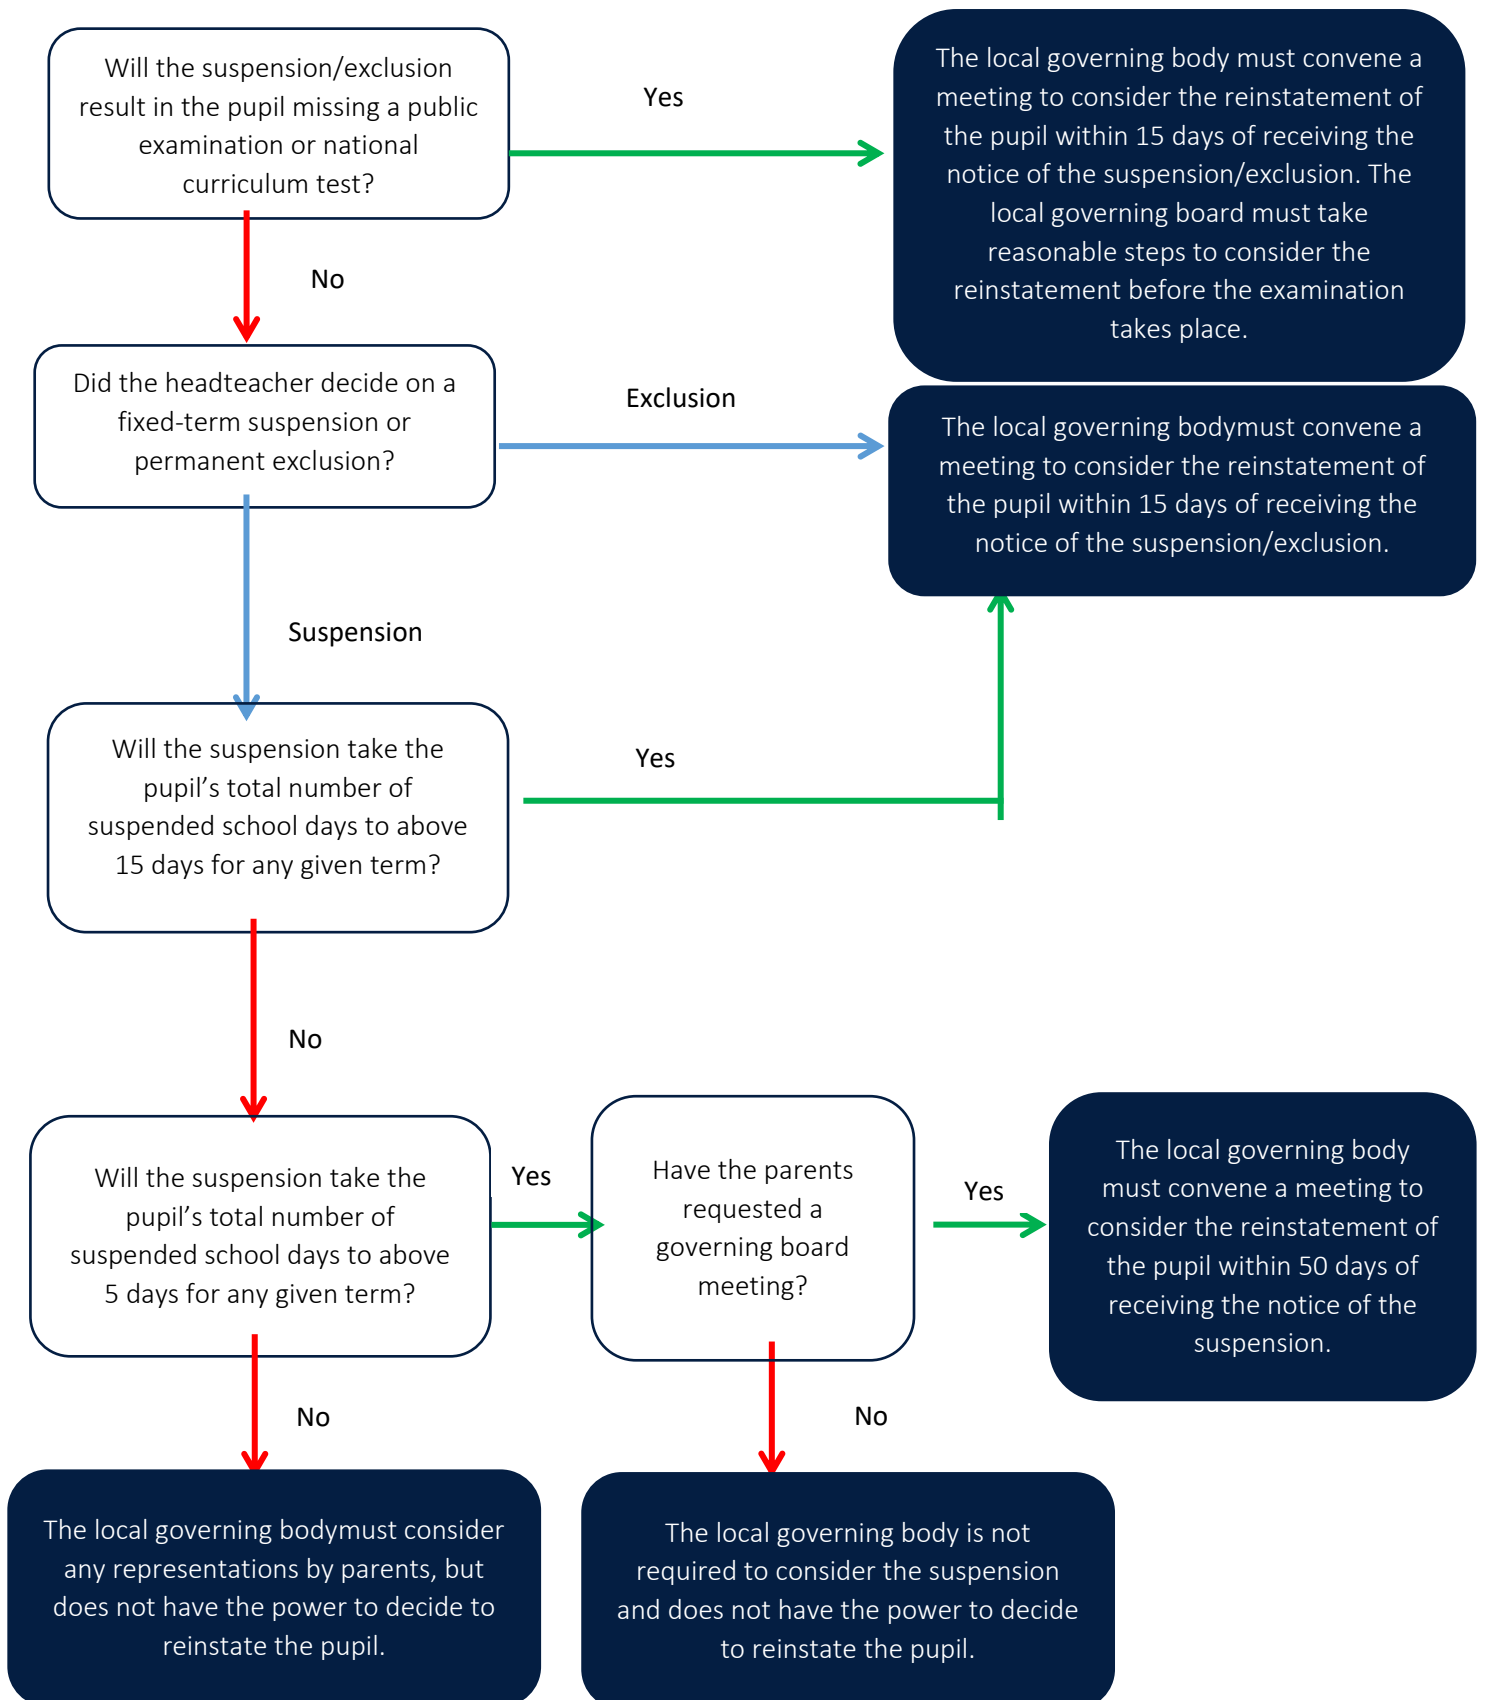 Will the suspension/exclusion
result in the pupil missing a public
examination or national
curriculum test?
Yes
The local governing body must convene a
meeting to consider the reinstatement of
the pupil within 15 days of receiving the
notice of the suspension/exclusion. The
local governing board must take
reasonable steps to consider the
reinstatement before the examination
takes place.
No
Did the headteacher decide on a
fixed-term suspension or
permanent exclusion?
Exclusion
The local governing bodymust convene a
meeting to consider the reinstatement of
the pupil within 15 days of receiving the
notice of the suspension/exclusion.
Suspension
Will the suspension take the
pupil’s total number of
suspended school days to above
15 days for any given term?
Yes
No
Will the suspension take the
pupil’s total number of
suspended school days to above
5 days for any given term?
Yes
Have the parents
requested a
governing board
meeting?
Yes
The local governing body
must convene a meeting to
consider the reinstatement of
the pupil within 50 days of
receiving the notice of the
suspension.
No
No
The local governing bodymust consider
any representations by parents, but
does not have the power to decide to
reinstate the pupil.
The local governing body is not
required to consider the suspension
and does not have the power to decide
to reinstate the pupil.